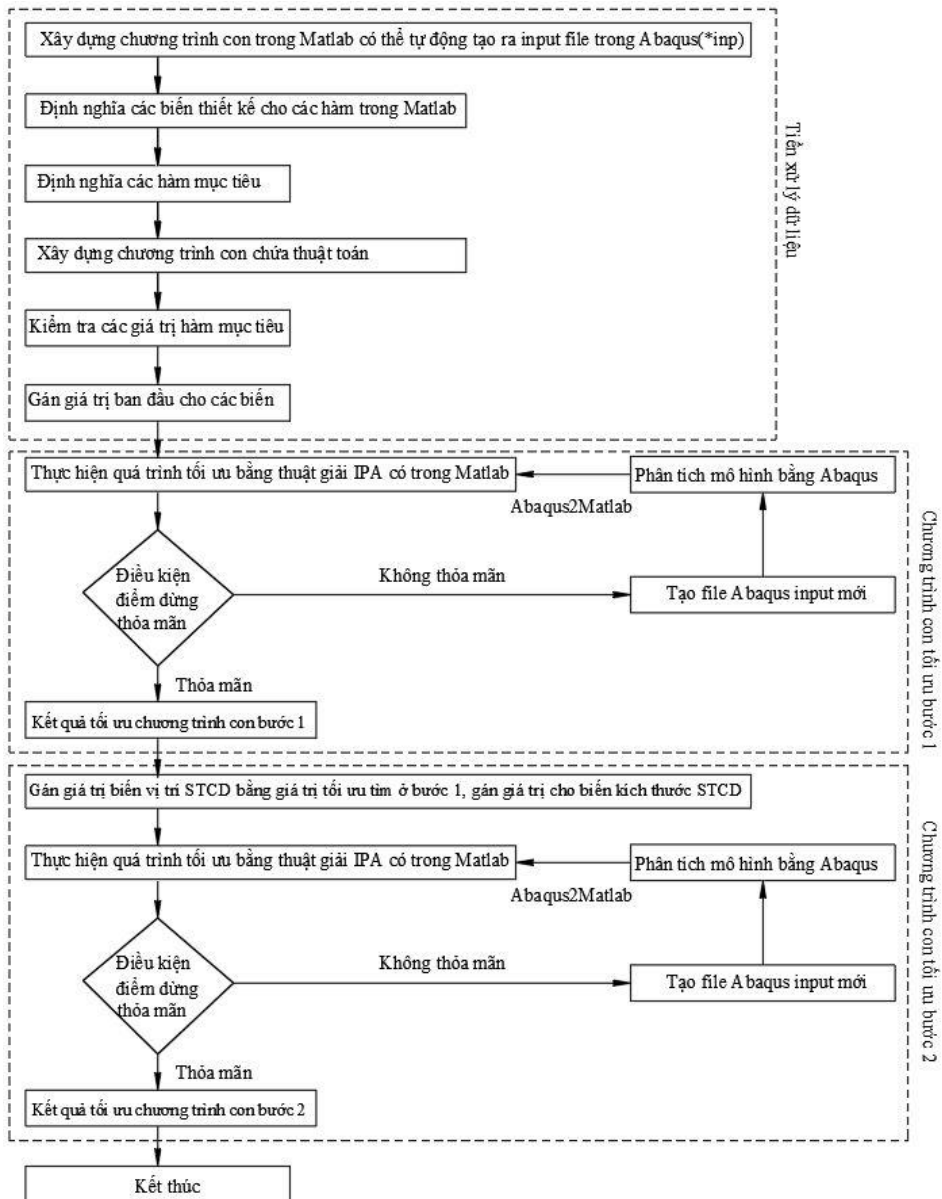 Xây dựng chương trình con trong Matlab có thể tự động tạo ra input file trong Abaqus(*inp)
Định nghĩa các biến thiết kế cho các hàm trong Matlab
Định nghĩa các hàm mục tiêu
Xây dựng chương trình con chứa thuật toán
Kiểm tra các giá trị hàm mục tiêu
Gán giá trị ban đầu cho các biến
Tiền xử lý dữ liệu
Thực hiện quá trình tối ưu bằng thuật giải IPA có trong Matlab
Phân tích mô hình bằng Abaqus
Abaqus2Matlab
Điều kiện
điểm dừng
thỏa mãn
Không thỏa mãn
Tạo file Abaqus input mới
Thỏa mãn
Kết quả tối ưu chương trình con bước 1
Chương trình con tối ưu bước 1
Gán giá trị biến vị trí STCD bằng giá trị tối ưu tìm ở bước 1, gán giá trị cho biến kích thước STCD
Thực hiện quá trình tối ưu bằng thuật giải IPA có trong Matlab
Phân tích mô hình bằng Abaqus
Abaqus2Matlab
Điều kiện
điểm dừng
thỏa mãn
Không thỏa mãn
Tạo file Abaqus input mới
Thỏa mãn
Kết quả tối ưu chương trình con bước 2
Chương trình con tối ưu bước 2
Kết thúc